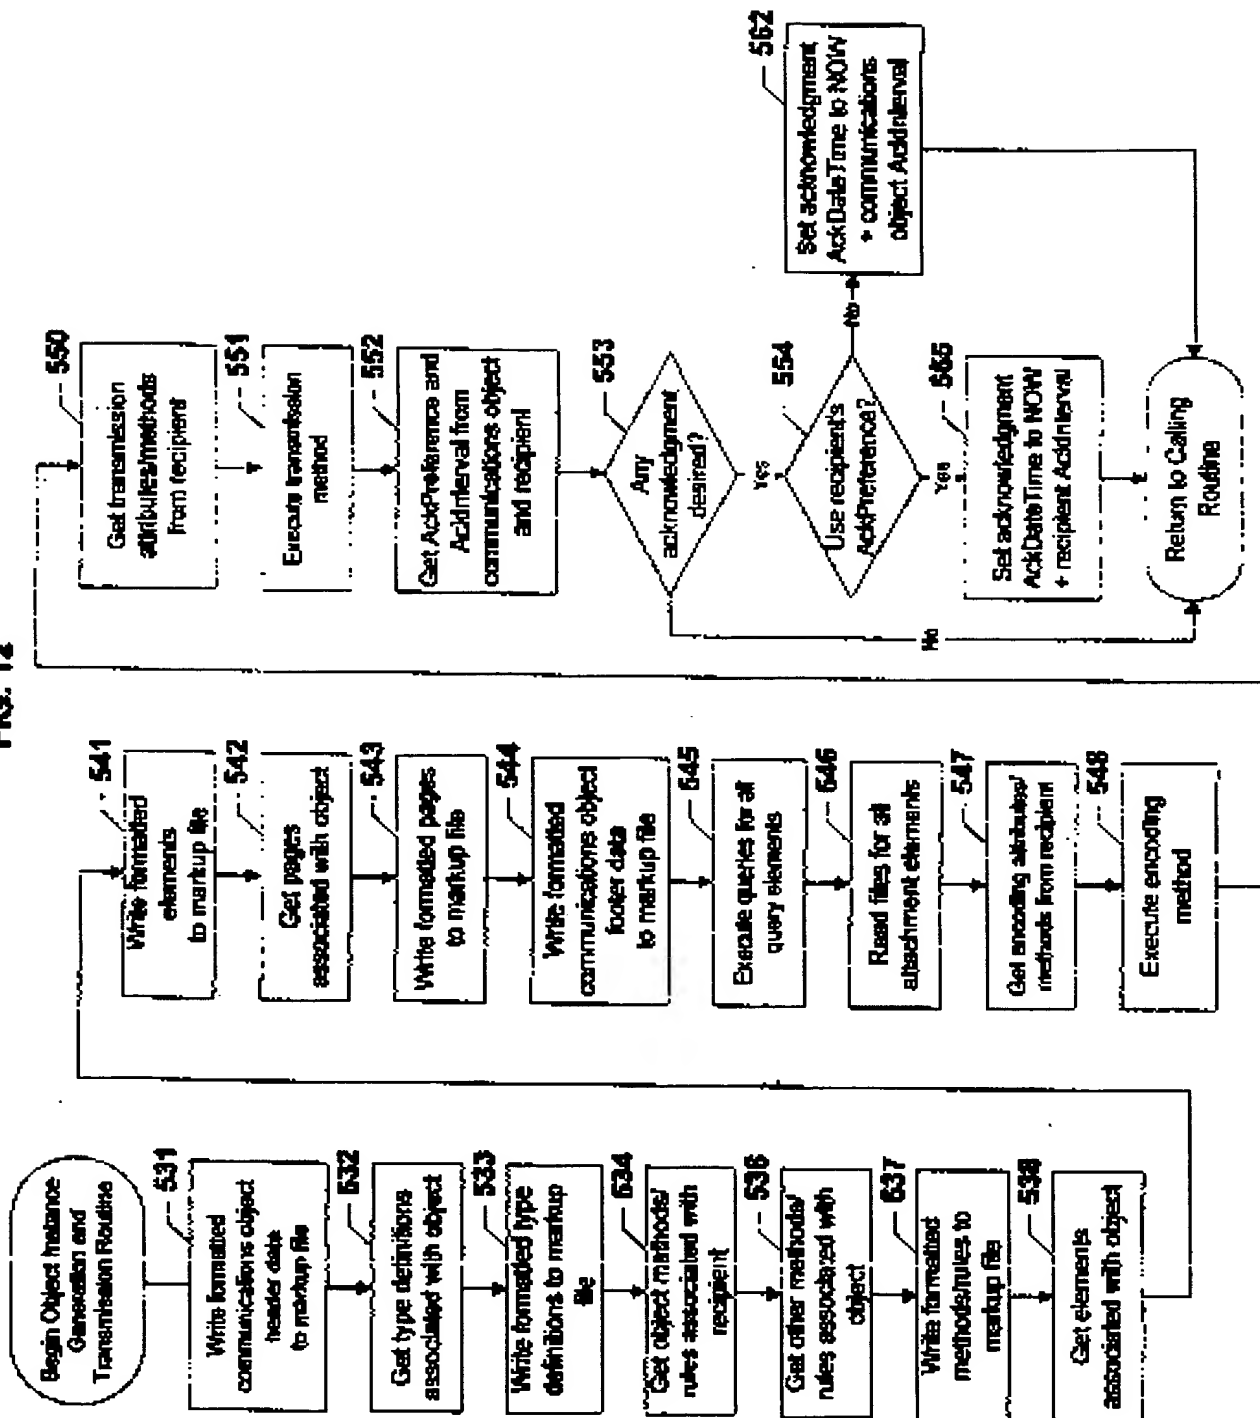 FIG. 12
Begin Object Instance
Generation and
Transmission Routine
531
Write formatted
communications object
header data
to markup file
532
Get type definitions
associated with object
533
Write formatted type
definitions to markup
file
534
Get object methods/
rules associated with
recipient
536
Get other methods/
rules associated with
object
537
Write formatted
methods/rules to
markup file
538
Get elements
associated with object
541
Write formatted
elements
to markup file
542
Get pages
associated with object
543
Write formatted pages
to markup file
544
Write formatted
communications object
footer data
to markup file
545
Execute queries for all
query elements
546
Read files for all
attachment elements
547
Get encoding attributes/
methods from recipient
548
Execute encoding
method
550
Get transmission
attributes/methods
from recipient
551
Execute transmission
method
552
Get AckPreference and
AckInterval from
communications object
and recipient
553
Any
acknowledgment
desired?
Yes
No
554
Use recipient's
AckPreference?
No
Yes
562
Set acknowledgment
AckDateTime to NOW
+ communications
object AckInterval
565
Set acknowledgment
AckDateTime to NOW
+ recipient AckInterval
Return to Calling
Routine